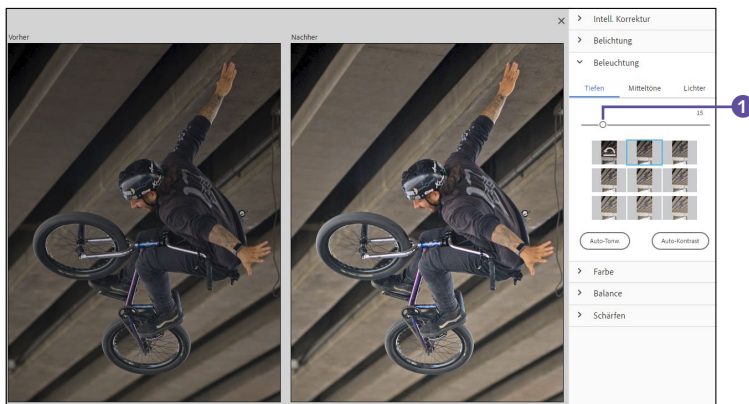 Vorher
Nachher
Intell. Korrektur
Belichtung
Beleuchtung
Tiefen Mitteltöne Lichter
15
1
Auto-Tonw. Auto-Kontrast
Farbe
Balance
Schärfen